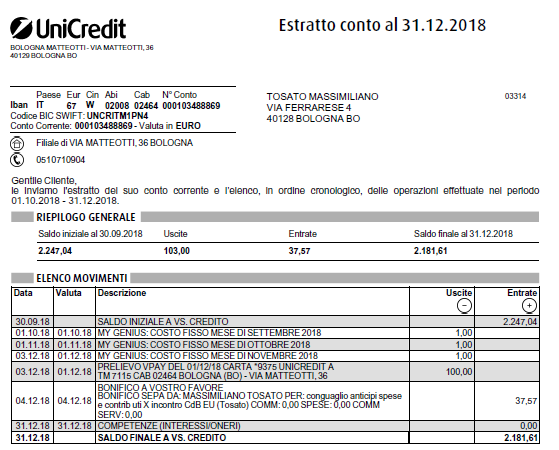 UniCredit
Estratto conto al 31.12.2018
BOLOGNA MATTEOTTI - VIA MATTEOTTI, 36
40129 BOLOGNA BO
Paese Eur Cin Abi Cab N° Conto
Iban IT 67 W 02008 02464 000103488869
Codice BIC SWIFT: UNCRITM1PN4
Conto Corrente: 000103488869 - Valuta in EURO
TOSATO MASSIMILIANO 03314
VIA FERRARESE 4
40128 BOLOGNA BO
Filiale di VIA MATTEOTTI, 36 BOLOGNA
0510710904
Gentile Cliente,
le inviamo l'estratto del suo conto corrente e l'elenco, in ordine cronologico, delle operazioni effettuate nel periodo
01.10.2018 - 31.12.2018.
RIEPILOGO GENERALE
Saldo iniziale al 30.09.2018 Uscite Entrate Saldo finale al 31.12.2018
2.247,04 103,00 37,57 2.181,61
ELENCO MOVIMENTI
Data Valuta Descrizione Uscite Entrate
30.09.18 SALDO INIZIALE A VS. CREDITO 2.247,04
01.10.18 01.10.18 MY GENIUS: COSTO FISSO MESE DI SETTEMBRE 2018 1,00
01.11.18 01.11.18 MY GENIUS: COSTO FISSO MESE DI OTTOBRE 2018 1,00
03.12.18 01.12.18 MY GENIUS: COSTO FISSO MESE DI NOVEMBRE 2018 1,00
03.12.18 01.12.18 PRELIEVO VPAY DEL 01/12/18 CARTA *9375 UNICREDIT A
TM 7115 CAB 02464 BOLOGNA (BO) - VIA MATTEOTTI, 36 100,00
04.12.18 04.12.18 BONIFICO A VOSTRO FAVORE
BONIFICO SEPA DA: MASSIMILIANO TOSATO PER: conguaglio anticipi spese
e contrib uti X incontro CdB EU (Tosato) COMM: 0,00 SPESE: 0,00 COMM
SERV: 0,00 37,57
31.12.18 31.12.18 COMPETENZE (INTERESSI/ONERI) 0,00
31.12.18 SALDO FINALE A VS. CREDITO 2.181,61